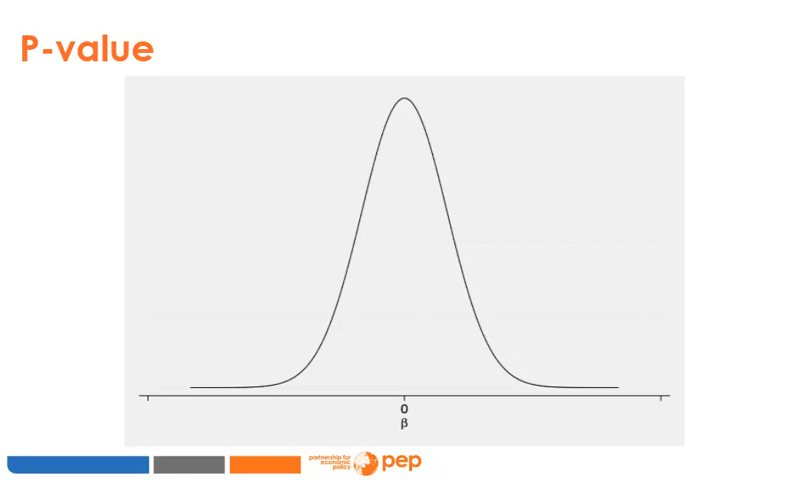 P-value
0
β
partnership for
economic
policy
pep